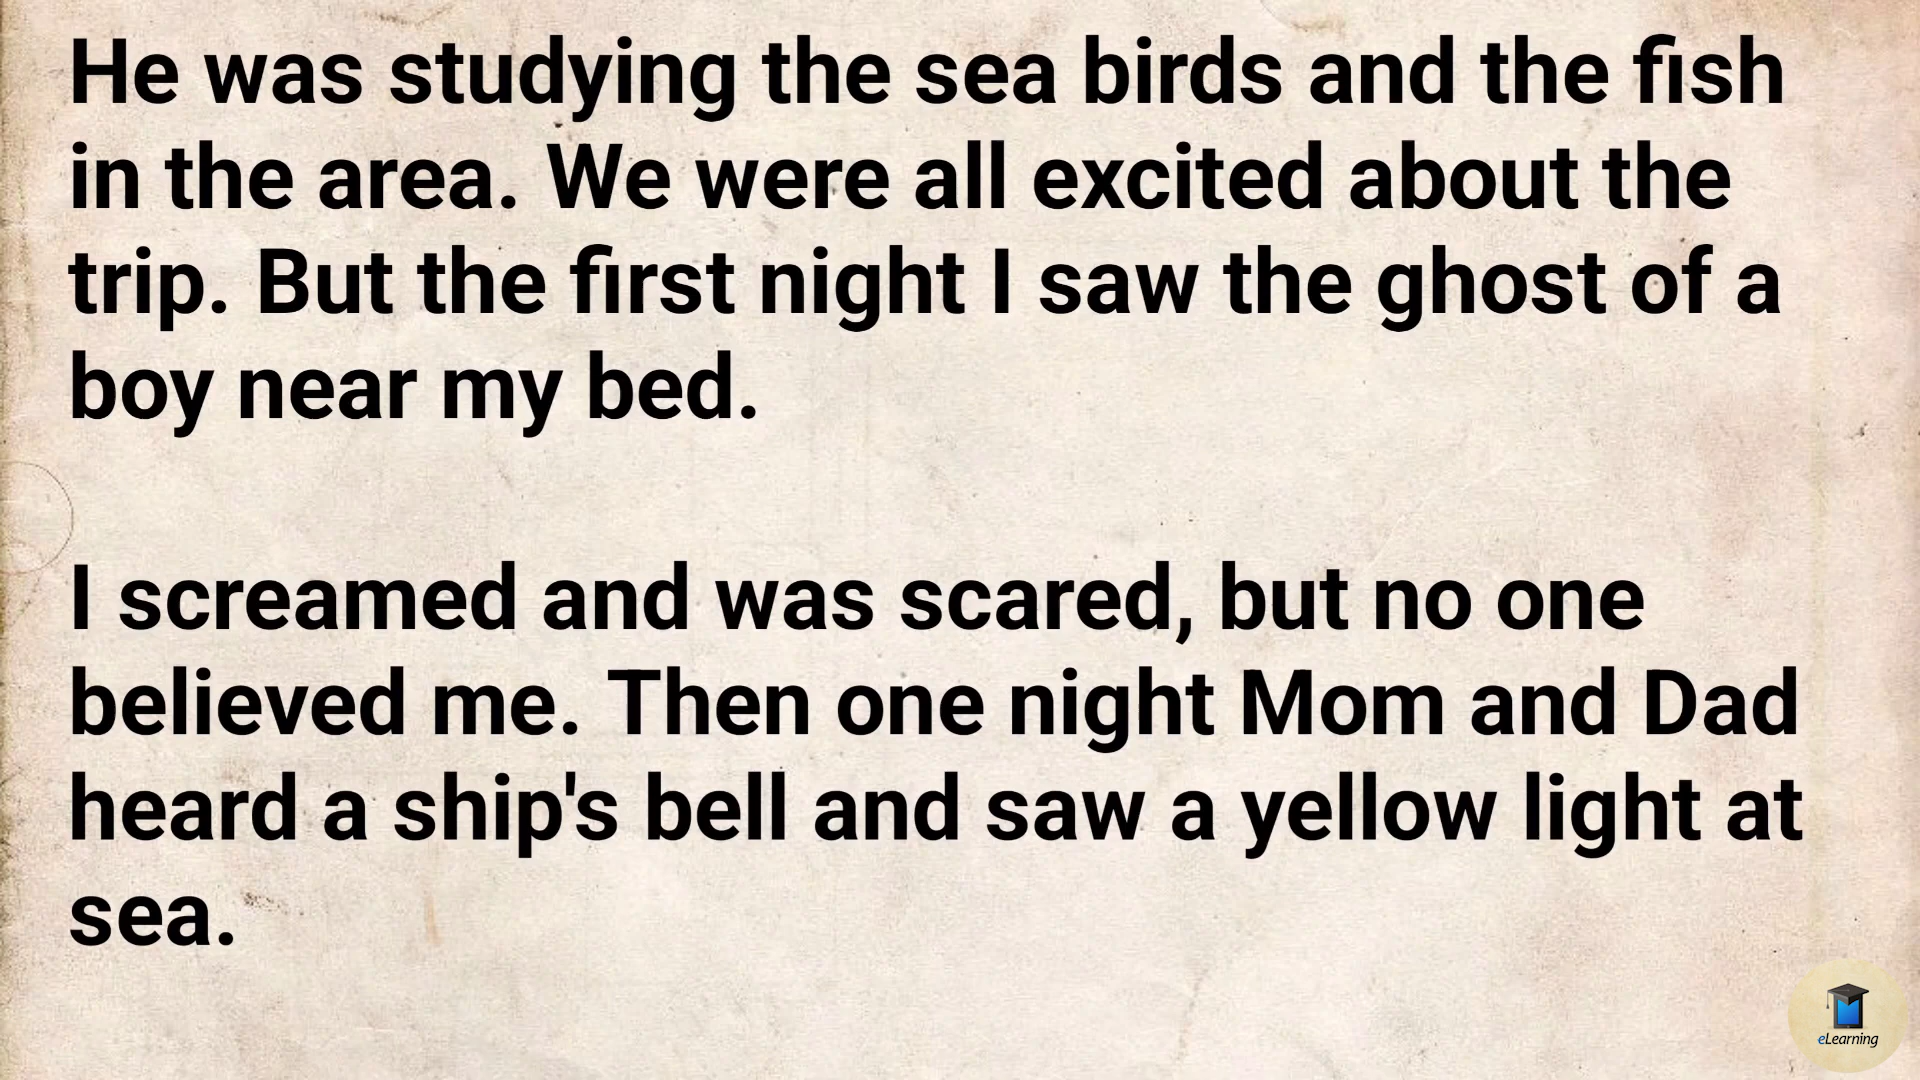 He was studying the sea birds and the fish
in the area. We were all excited about the
trip. But the first night I saw the ghost of a
boy near my bed.
I screamed and was scared, but no one
believed me. Then one night Mom and Dad
heard a ship's bell and saw a yellow light at
sea.
eLearning